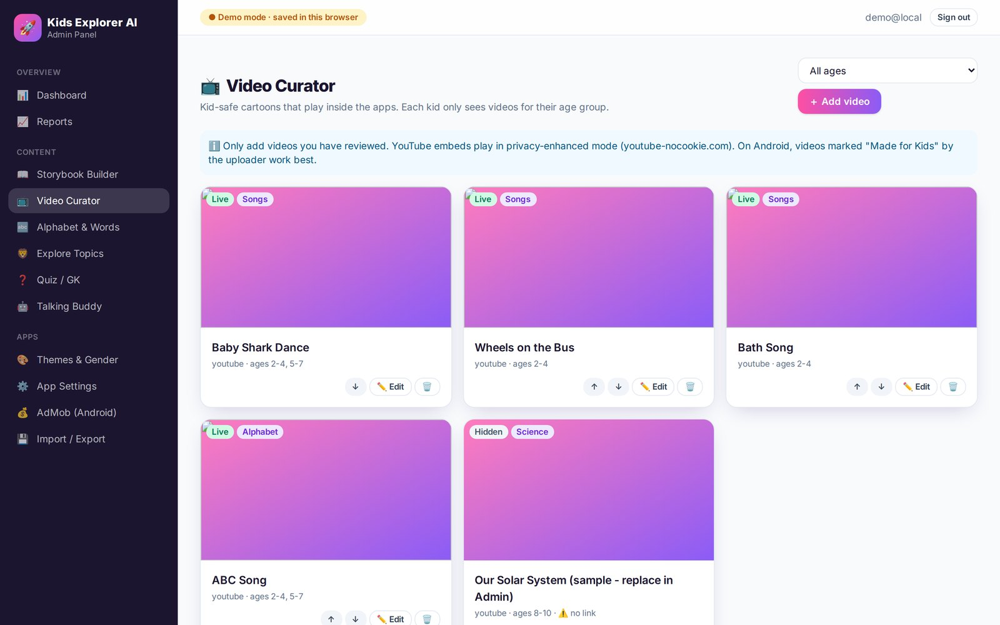 Kids Explorer AI
Admin Panel
OVERVIEW
Dashboard
Reports
CONTENT
Storybook Builder
Video Curator
Alphabet & Words
Explore Topics
Quiz / GK
Talking Buddy
APPS
Themes & Gender
App Settings
AdMob (Android)
Import / Export
Demo mode · saved in this browser
demo@local
Sign out
Video Curator
Kid-safe cartoons that play inside the apps. Each kid only sees videos for their age group.
All ages
+ Add video
ℹ️ Only add videos you have reviewed. YouTube embeds play in privacy-enhanced mode (youtube-nocookie.com). On Android, videos marked "Made for Kids" by
the uploader work best.
Live Songs
Baby Shark Dance
youtube · ages 2-4, 5-7
↓ Edit
Live Songs
Wheels on the Bus
youtube · ages 2-4
↑ ↓ Edit
Live Songs
Bath Song
youtube · ages 2-4
↑ ↓ Edit
Live Alphabet
ABC Song
youtube · ages 2-4, 5-7
↑ ↓ Edit
Hidden Science
Our Solar System (sample - replace in
Admin)
youtube · ages 8-10 · ⚠️ no link